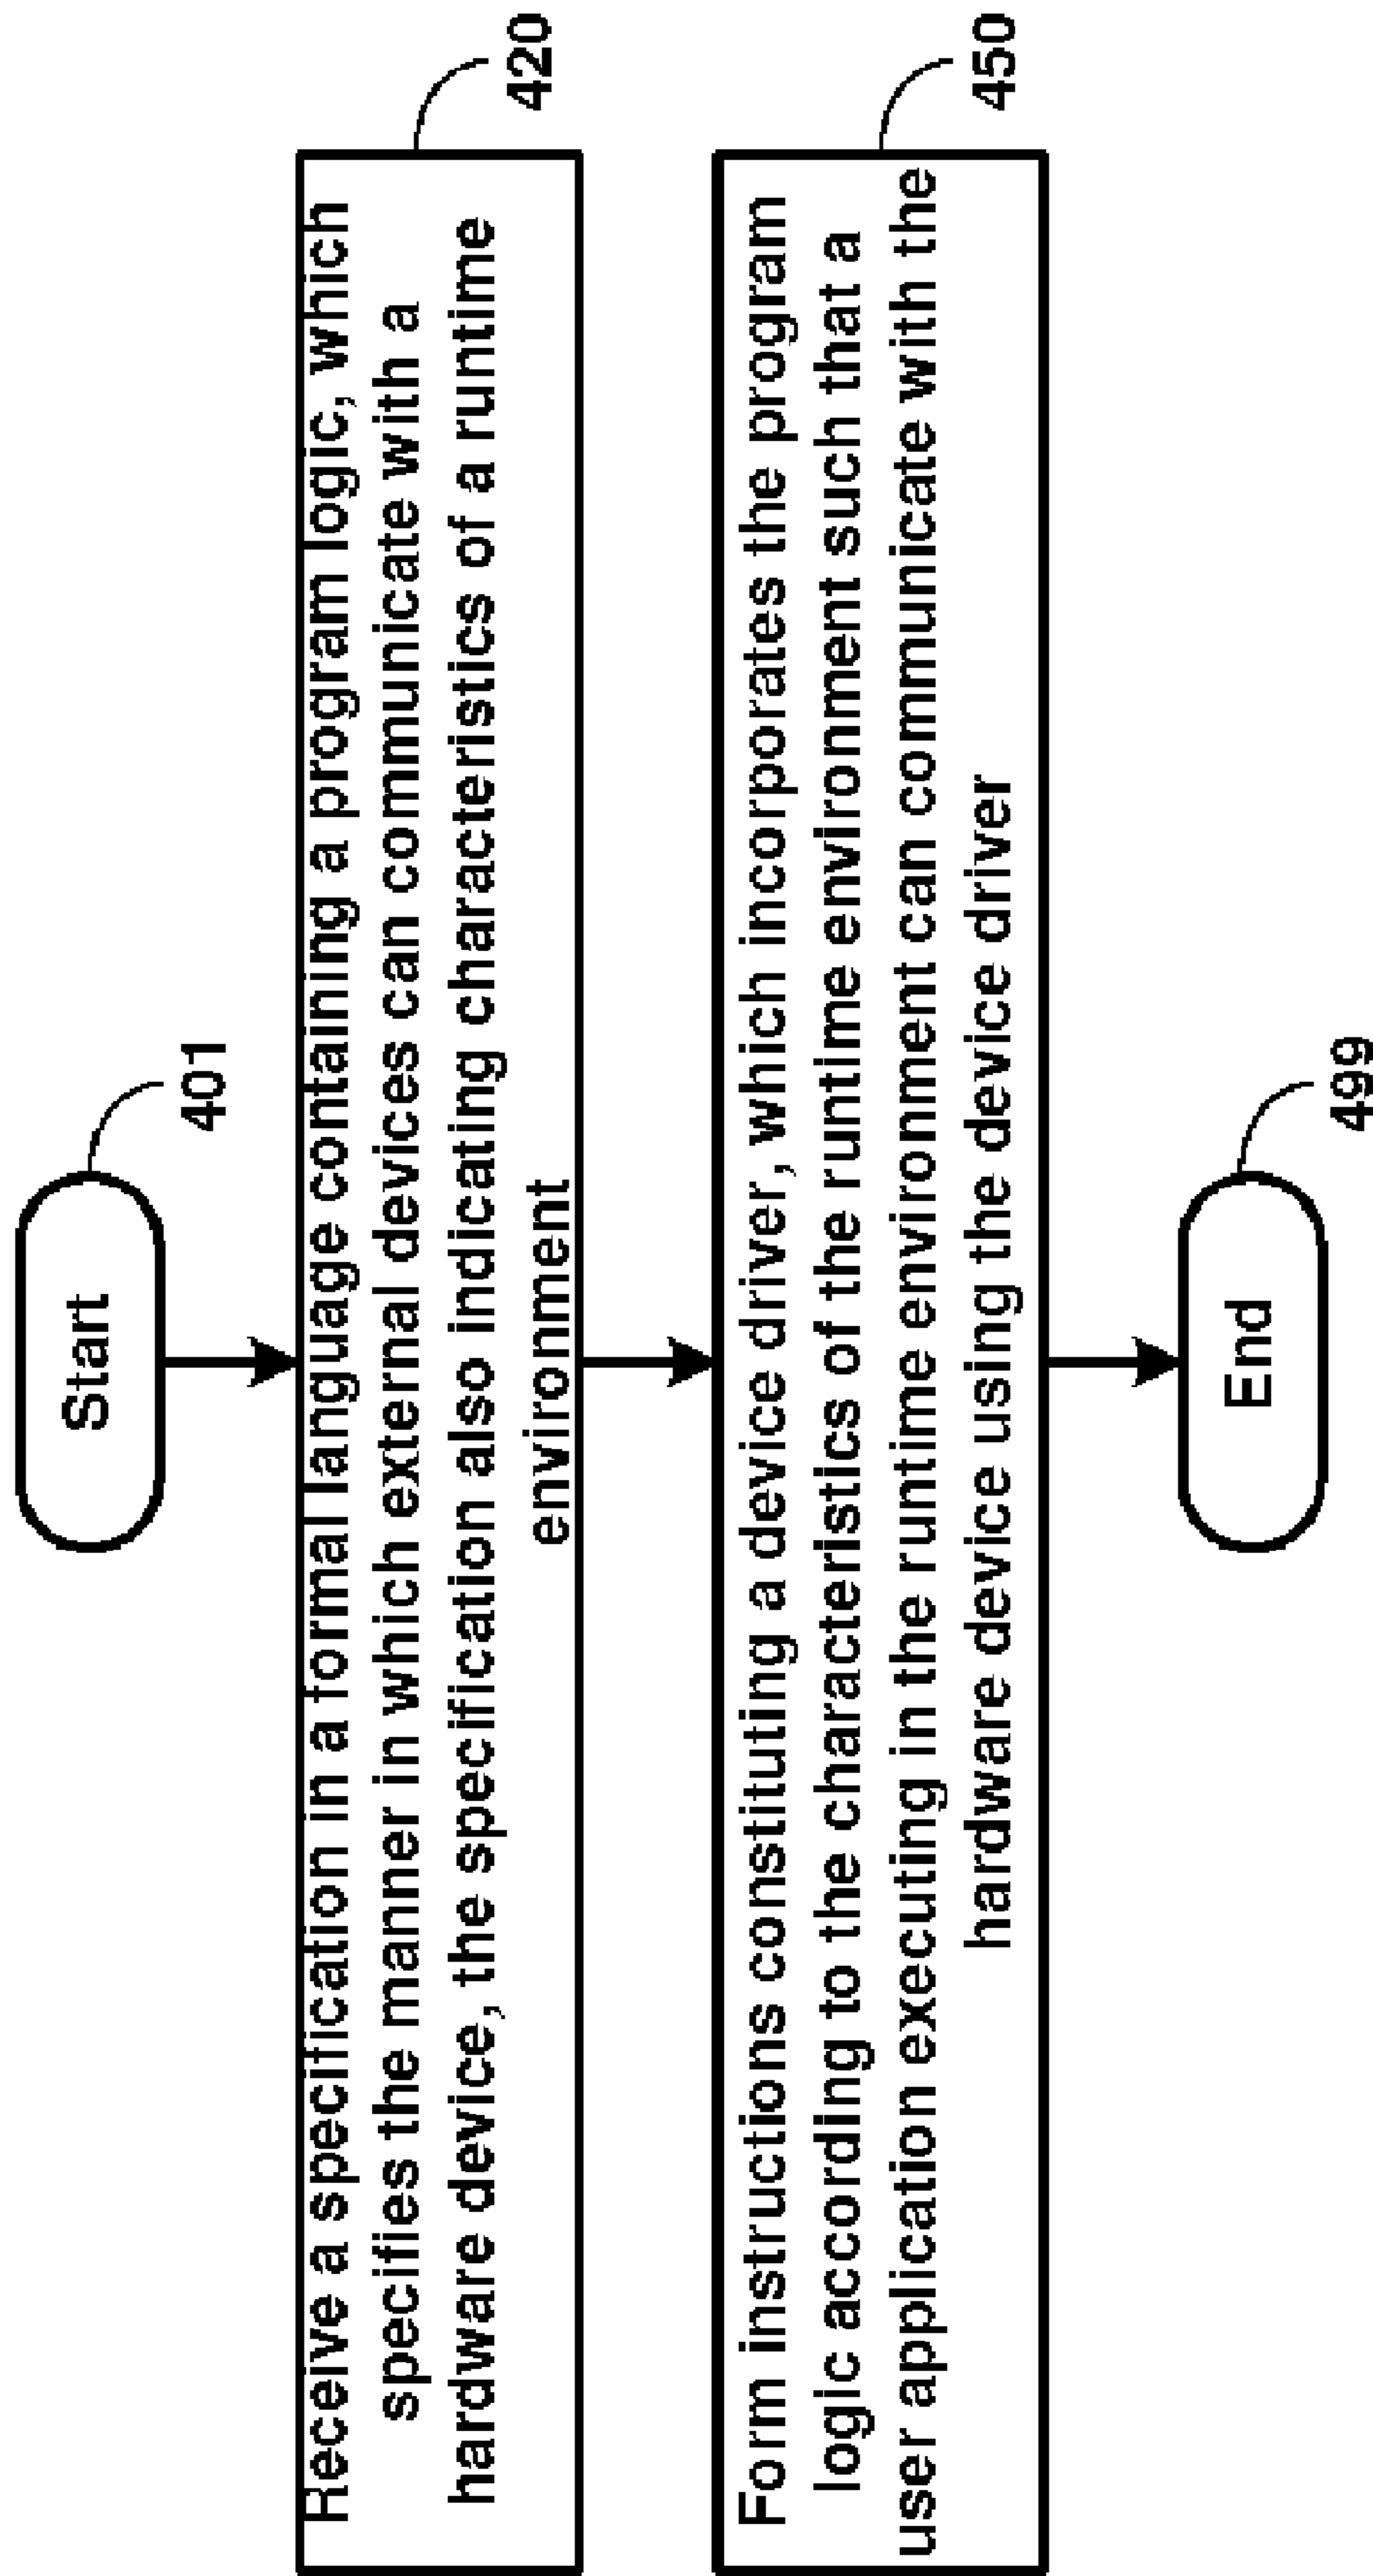 Start
401
Receive a specification in a formal language containing a program logic, which
specifies the manner in which external devices can communicate with a
hardware device, the specification also indicating characteristics of a runtime
environment
420
Form instructions constituting a device driver, which incorporates the program
logic according to the characteristics of the runtime environment such that a
user application executing in the runtime environment can communicate with the
hardware device using the device driver
450
End
499